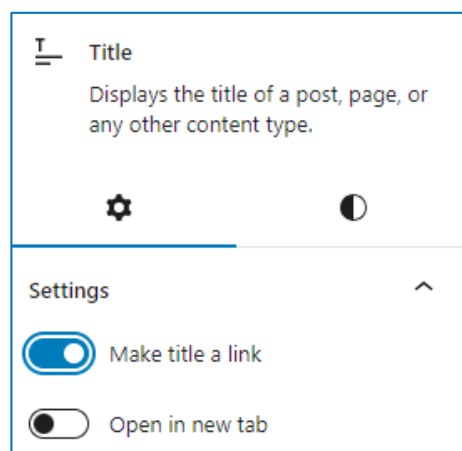 Title
Displays the title of a post, page, or
any other content type.
Settings
Make title a link
Open in new tab